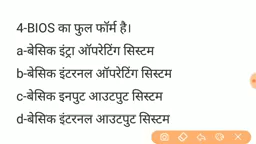 4-BIOS का फुल फॉर्म है।
a-बेसिक इंट्रा ऑपरेटिंग सिस्टम
b-बेसिक इंटरनल ऑपरेटिंग सिस्टम
c-बेसिक इनपुट आउटपुट सिस्टम
d-बेसिक इंटरनल आउटपुट सिस्टम